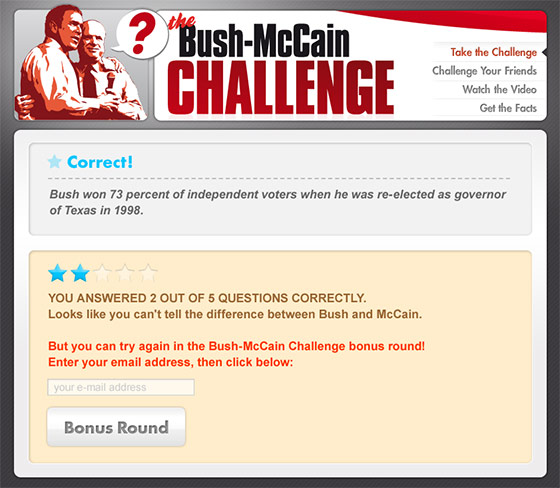 ?
the
Bush-McCain
CHALLENGE
Take the Challenge
Challenge Your Friends
Watch the Video
Get the Facts
Correct!
Bush won 73 percent of independent voters when he was re-elected as governor
of Texas in 1998.
YOU ANSWERED 2 OUT OF 5 QUESTIONS CORRECTLY.
Looks like you can't tell the difference between Bush and McCain.
But you can try again in the Bush-McCain Challenge bonus round!
Enter your email address, then click below:
your e-mail address
Bonus Round